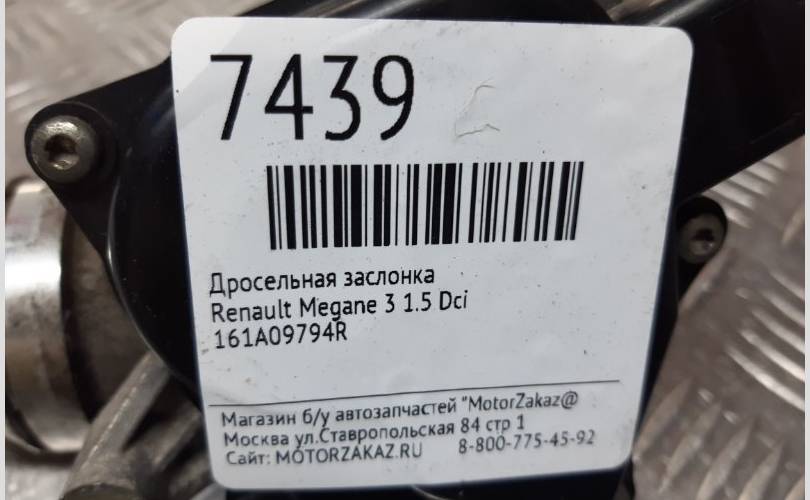 7439
Дросельная заслонка
Renault Megane 3 1.5 Dci
161A09794R
Магазин б/у автозапчастей "MotorZakaz@
Москва ул.Ставропольская 84 стр 1
Сайт: MOTORZAKAZ.RU 8-800-775-45-92